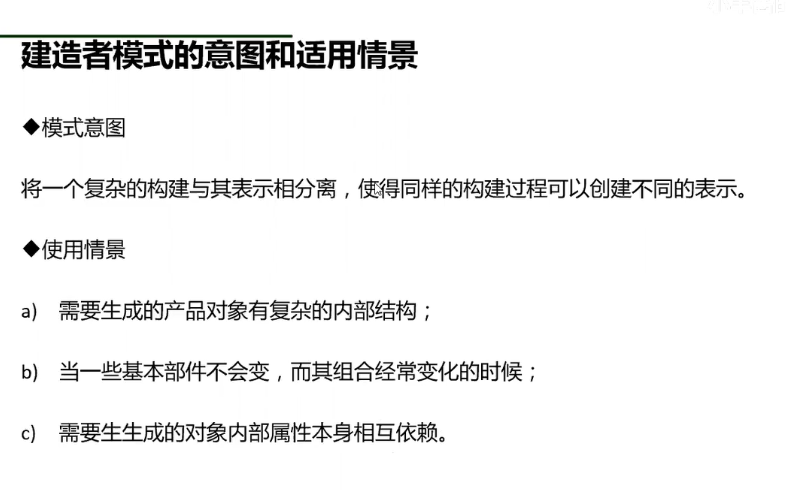 建造者模式的意图和适用情景
◆模式意图
将一个复杂的构建与其表示相分离，使得同样的构建过程可以创建不同的表示。
◆使用情景
a) 需要生成的产品对象有复杂的内部结构；
b) 当一些基本部件不会变，而其组合经常变化的时候；
c) 需要生生成的对象内部属性本身相互依赖。